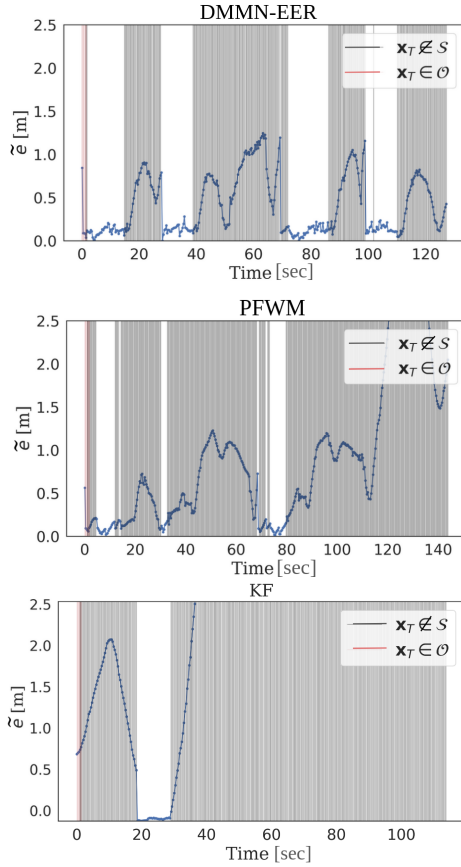 DMMN-EER
2.5
2.0
1.5
1.0
0.5
0.0
ẽ [m]
x_T ∉ 𝒮
x_T ∈ 𝒪
0 20 40 60 80 100 120
Time [sec]
PFWM
2.5
2.0
1.5
1.0
0.5
0.0
ẽ [m]
x_T ∉ 𝒮
x_T ∈ 𝒪
0 20 40 60 80 100 120 140
Time [sec]
KF
2.5
2.0
1.5
1.0
0.5
0.0
ẽ [m]
x_T ∉ 𝒮
x_T ∈ 𝒪
0 20 40 60 80 100
Time [sec]